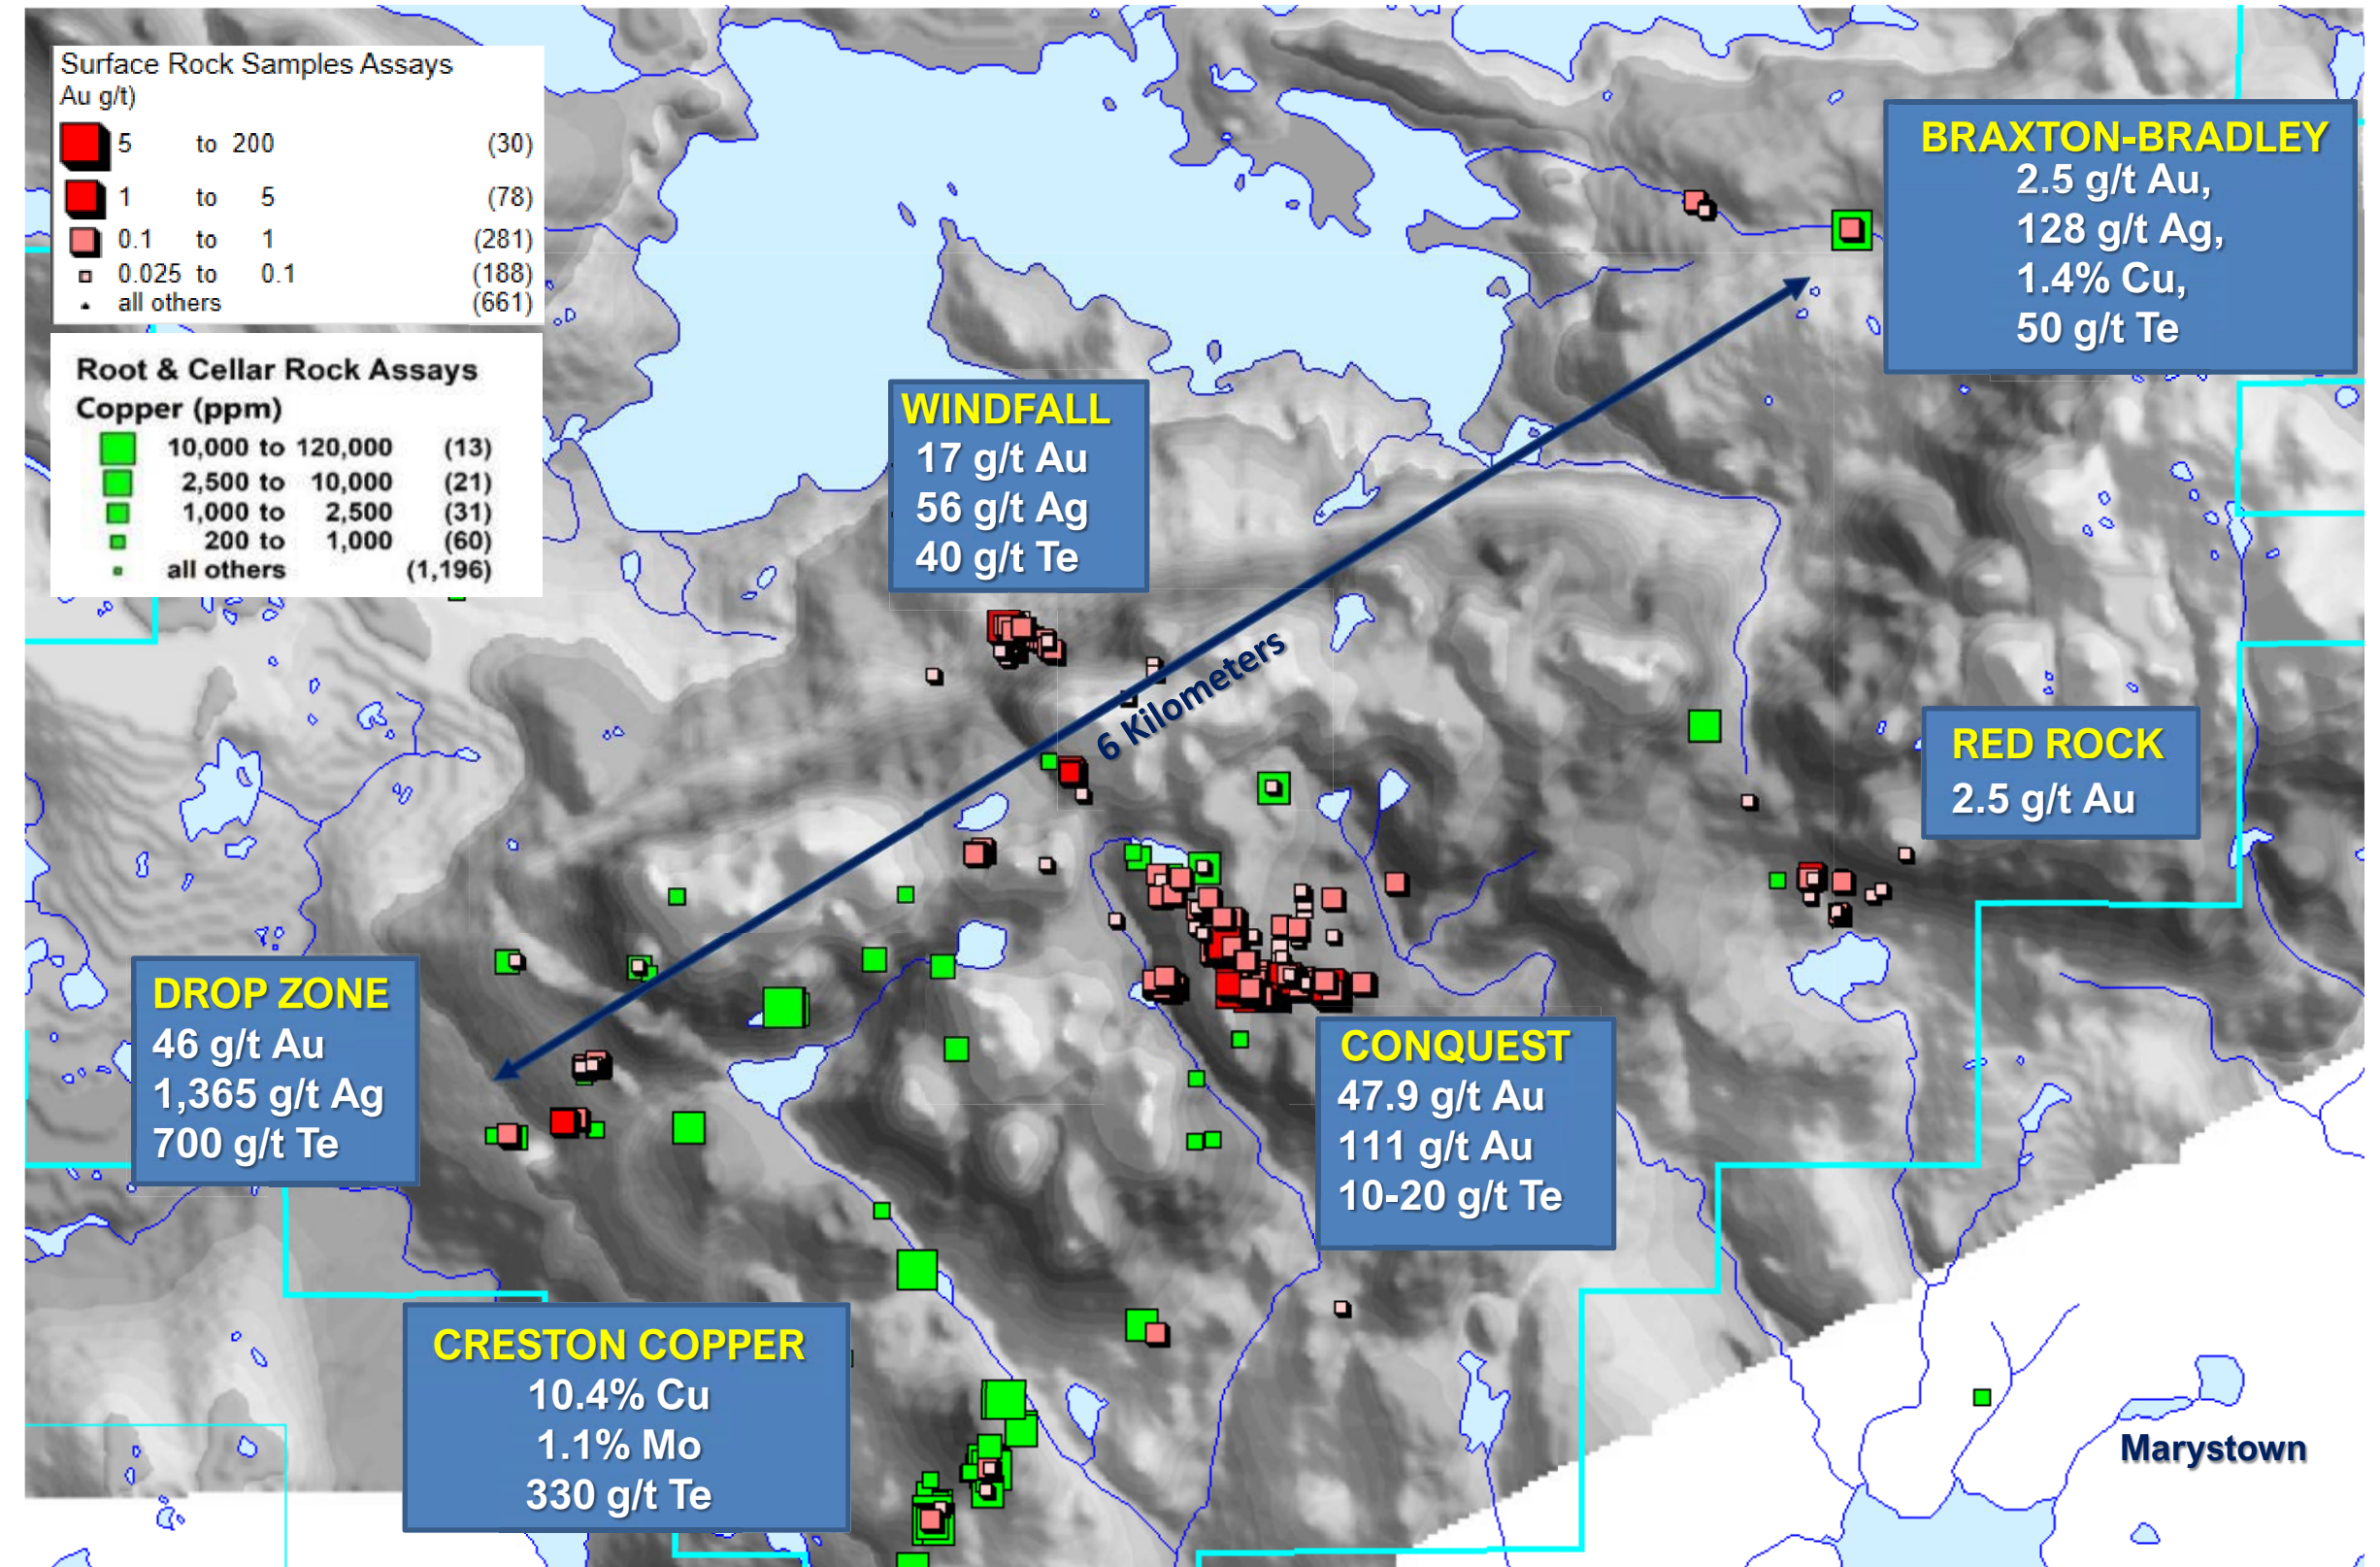 Surface Rock Samples Assays
Au g/t)
5 to 200 (30)
1 to 5 (78)
0.1 to 1 (281)
0.025 to 0.1 (188)
all others (661)
Root & Cellar Rock Assays
Copper (ppm)
10,000 to 120,000 (13)
2,500 to 10,000 (21)
1,000 to 2,500 (31)
200 to 1,000 (60)
all others (1,196)
BRAXTON-BRADLEY
2.5 g/t Au,
128 g/t Ag,
1.4% Cu,
50 g/t Te
WINDFALL
17 g/t Au
56 g/t Ag
40 g/t Te
6 Kilometers
RED ROCK
2.5 g/t Au
DROP ZONE
46 g/t Au
1,365 g/t Ag
700 g/t Te
CONQUEST
47.9 g/t Au
111 g/t Au
10-20 g/t Te
CRESTON COPPER
10.4% Cu
1.1% Mo
330 g/t Te
Marystown